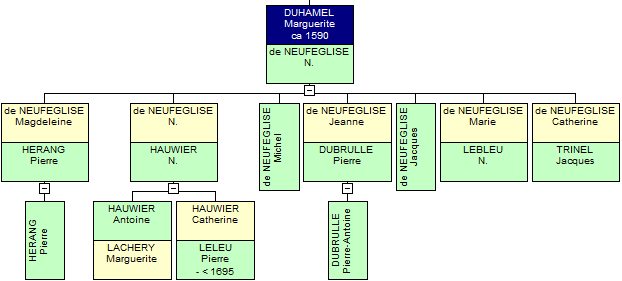 DUHAMEL
Marguerite
ca 1590
de NEUFEGLISE
N.
de NEUFEGLISE
Magdeleine
HERANG
Pierre
de NEUFEGLISE
N.
HAUWIER
N.
de NEUFEGLISE
Michel
de NEUFEGLISE
Jeanne
DUBRULLE
Pierre
de NEUFEGLISE
Jacques
de NEUFEGLISE
Marie
LEBLEU
N.
de NEUFEGLISE
Catherine
TRINEL
Jacques
HERANG
Pierre
HAUWIER
Antoine
LACHERY
Marguerite
HAUWIER
Catherine
LELEU
Pierre
- < 1695
DUBRULLE
Pierre-Antoine